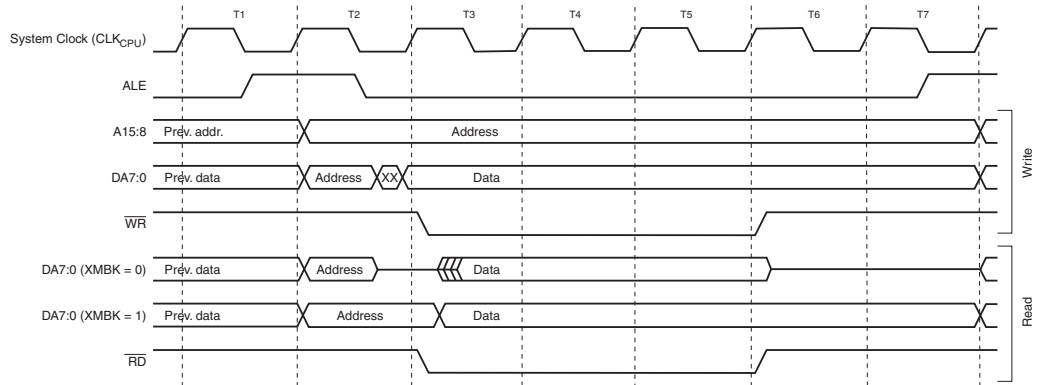 T1 T2 T3 T4 T5 T6 T7
System Clock (CLKCPU)
ALE
A15:8 Prev. addr. Address
DA7:0 Prev. data Address XX Data
WR
DA7:0 (XMBK = 0) Prev. data Address Data
DA7:0 (XMBK = 1) Prev. data Address Data
RD
Write
Read